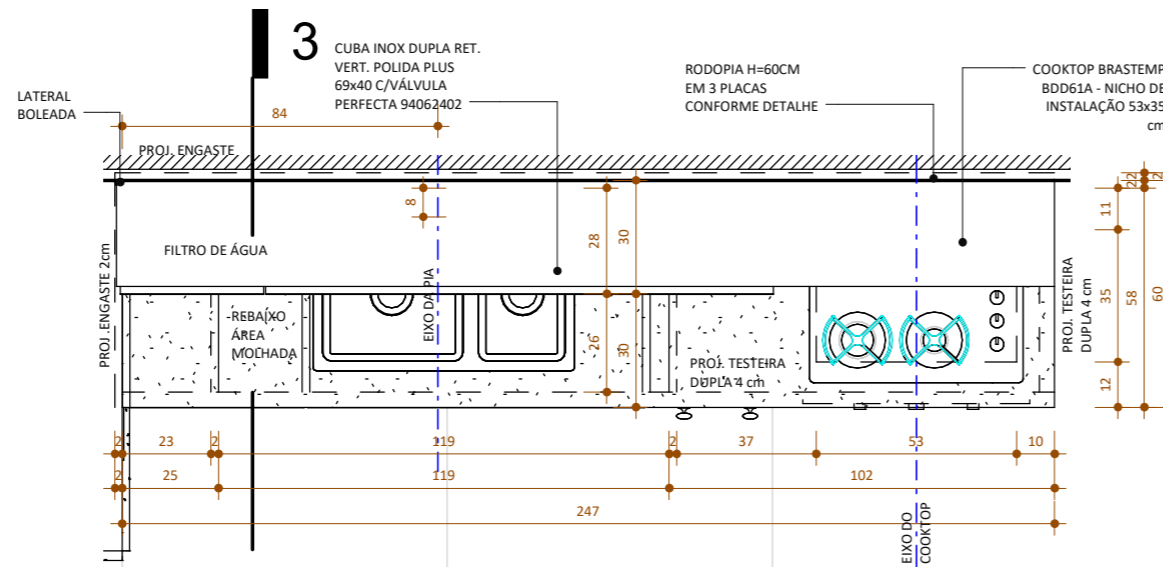 3
CUBA INOX DUPLA RET.
VERT. POLIDA PLUS
69x40 C/VÁLVULA
PERFECTA 94062402
RODOPIA H=60CM
EM 3 PLACAS
CONFORME DETALHE
COOKTOP BRASTEMP
BDD61A - NICHO DE
INSTALAÇÃO 53x35
cm
LATERAL
BOLEADA
84
PROJ. ENGASTE
8
28
30
22
2
11
35
58
60
12
FILTRO DE ÁGUA
PROJ. ENGASTE 2cm
EIXO DA PIA
REBAIXO
ÁREA
MOLHADA
26
30
PROJ. TESTEIRA
DUPLA 4 cm
PROJ. TESTEIRA
DUPLA 4 cm
2
23
2
119
2
37
53
10
2
25
119
102
247
EIXO DO
COOKTOP